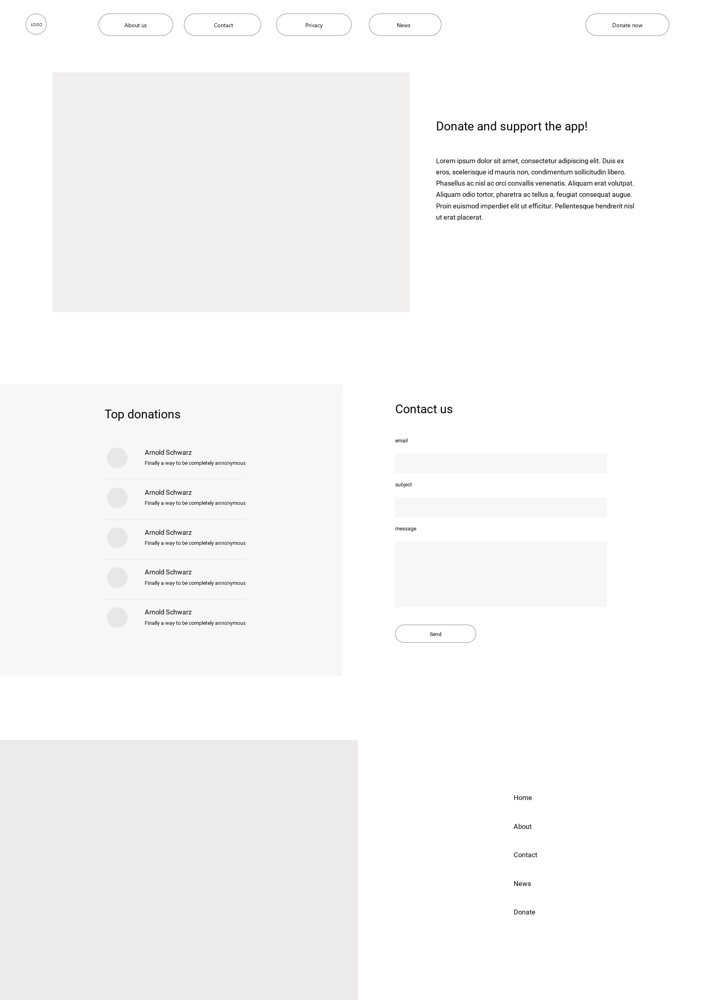 LOGO
About us
Contact
Privacy
News
Donate now
Donate and support the app!
Lorem ipsum dolor sit amet, consectetur adipiscing elit. Duis ex
eros, scelerisque id mauris non, condimentum sollicitudin libero.
Phasellus ac nisl ac orci convallis venenatis. Aliquam erat volutpat.
Aliquam odio tortor, pharetra ac tellus a, feugiat consequat augue.
Proin euismod imperdiet elit ut efficitur. Pellentesque hendrerit nisl
ut erat placerat.
Top donations
Arnold Schwarz
Finally a way to be completely annonymous
Arnold Schwarz
Finally a way to be completely annonymous
Arnold Schwarz
Finally a way to be completely annonymous
Arnold Schwarz
Finally a way to be completely annonymous
Arnold Schwarz
Finally a way to be completely annonymous
Contact us
email
subject
message
Send
Home
About
Contact
News
Donate